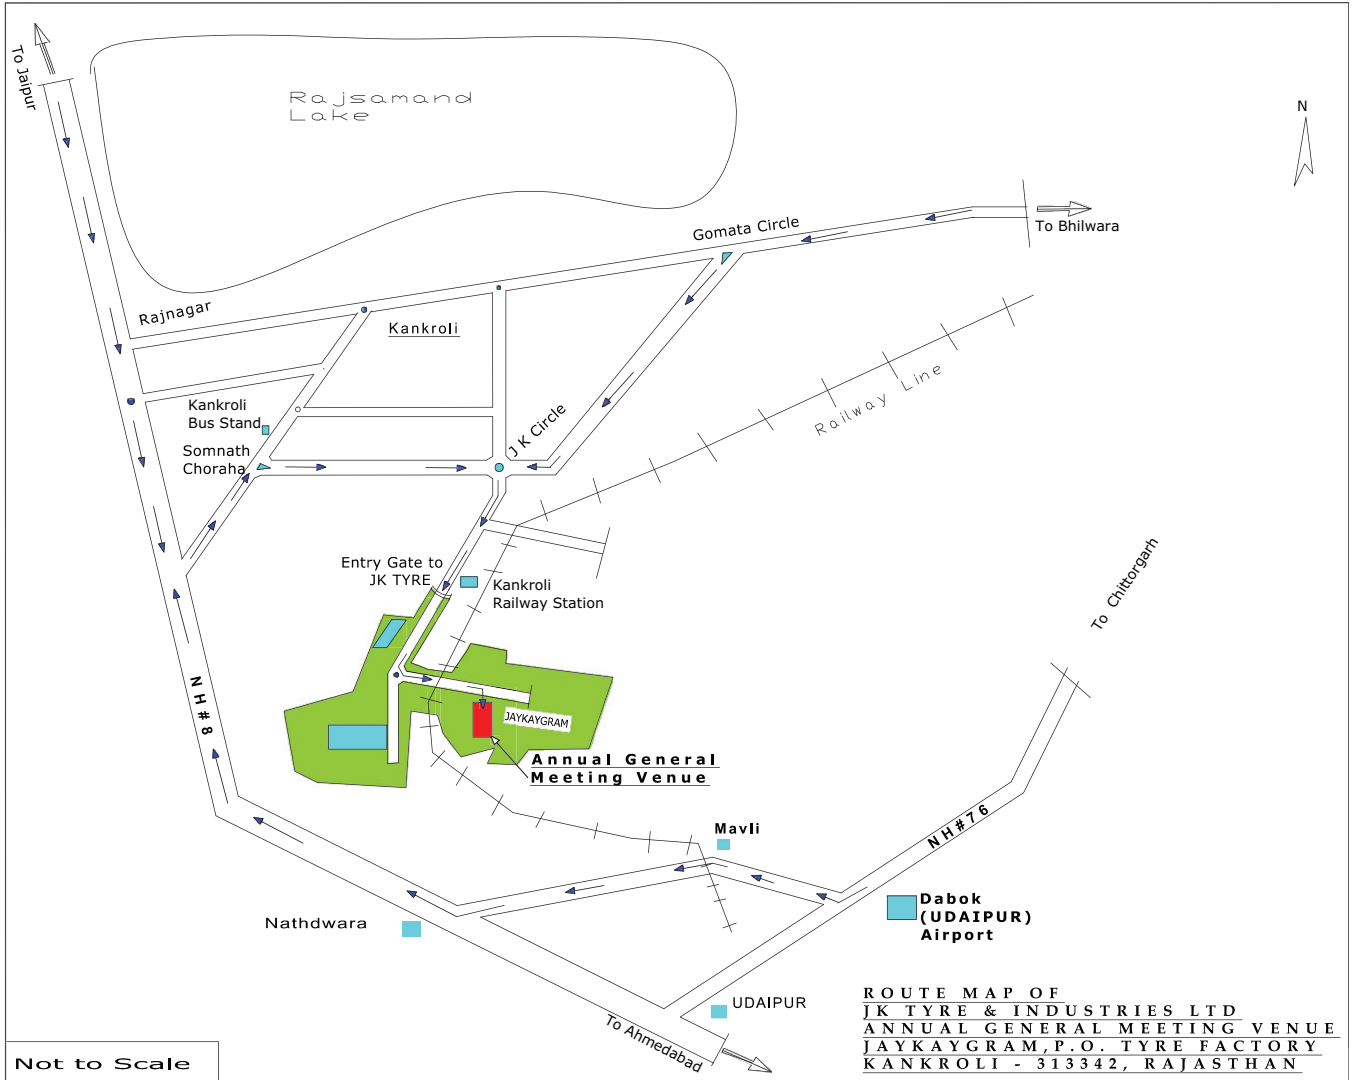 To Jaipur
Rajsamand
Lake
N
Gomata Circle
To Bhilwara
Rajnagar
Kankroli
Railway Line
Kankroli
Bus Stand
J K Circle
Somnath
Choraha
Entry Gate to
JK TYRE
Kankroli
Railway Station
To Chittorgarh
NH#8
JAYKAYGRAM
Annual General
Meeting Venue
Mavli
NH#76
Nathdwara
Dabok
(UDAIPUR)
Airport
UDAIPUR
To Ahmedabad
ROUTE MAP OF
JK TYRE & INDUSTRIES LTD
ANNUAL GENERAL MEETING VENUE
JAYKAYGRAM,P.O. TYRE FACTORY
KANKROLI - 313342, RAJASTHAN
Not to Scale